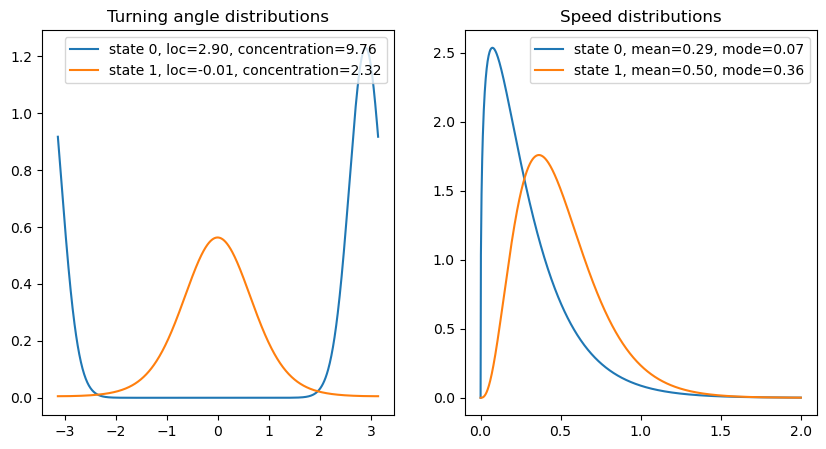 Turning angle distributions
state 0, loc=2.90, concentration=9.76
state 1, loc=-0.01, concentration=2.32
1.2
1.0
0.8
0.6
0.4
0.2
0.0
−3 −2 −1 0 1 2 3
Speed distributions
state 0, mean=0.29, mode=0.07
state 1, mean=0.50, mode=0.36
2.5
2.0
1.5
1.0
0.5
0.0
0.0 0.5 1.0 1.5 2.0